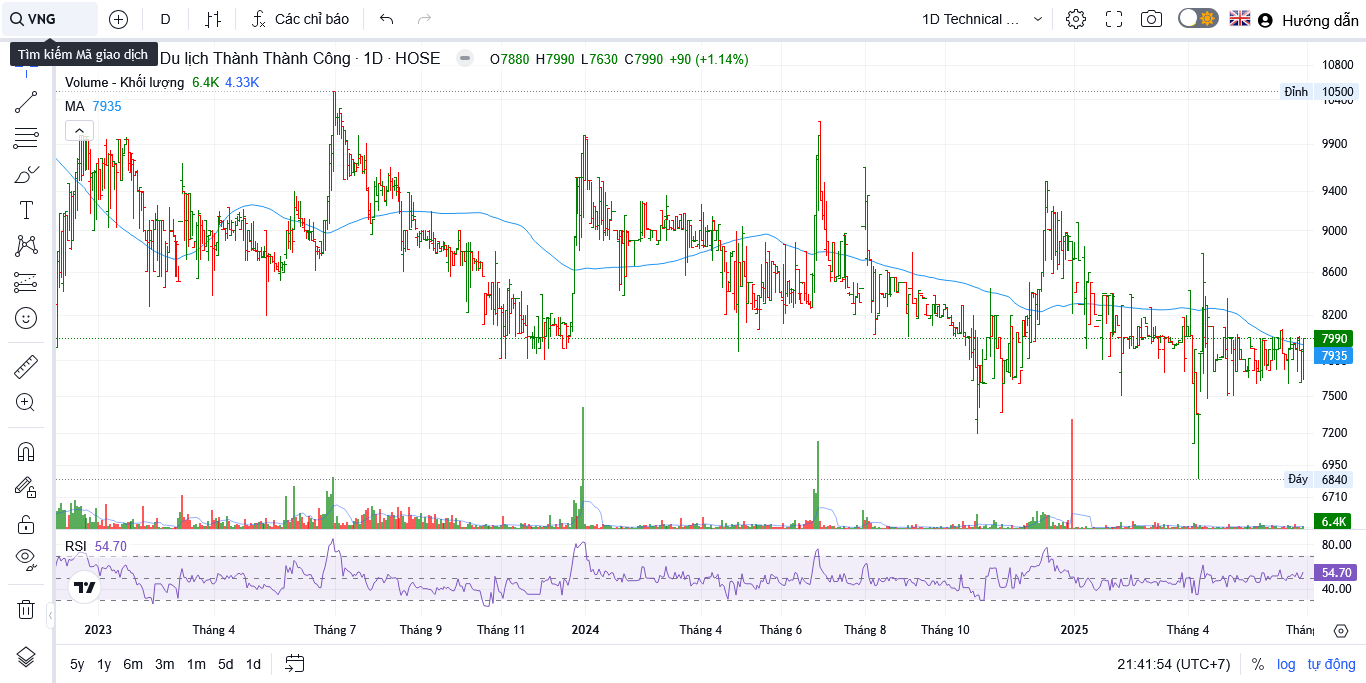 VNG D Các chỉ báo 1D Technical ... Hướng dẫn
Tìm kiếm Mã giao dịch
Du lịch Thành Thành Công · 1D · HOSE O7880 H7990 L7630 C7990 +90 (+1.14%)
Volume - Khối lượng 6.4K 4.33K
MA 7935
10800
Đỉnh 10500
10400
9900
9400
9000
8600
8200
7990
7935
7500
7200
6950
Đáy 6840
6710
6.4K
RSI 54.70
80.00
54.70
40.00
2023 Tháng 4 Tháng 7 Tháng 9 Tháng 11 2024 Tháng 4 Tháng 6 Tháng 8 Tháng 10 2025 Tháng 4
5y 1y 6m 3m 1m 5d 1d 21:41:54 (UTC+7) % log tự động